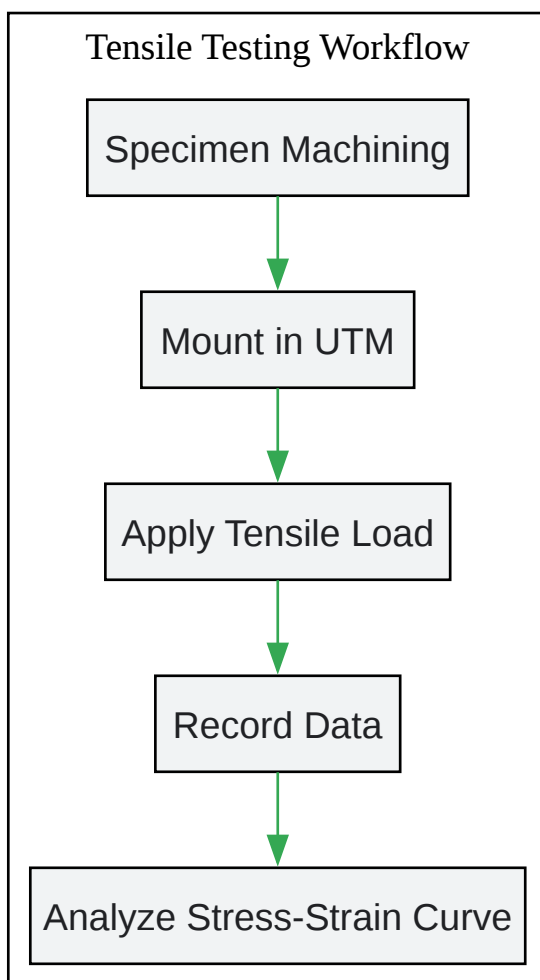 Tensile Testing Workflow
Specimen Machining
Mount in UTM
Apply Tensile Load
Record Data
Analyze Stress-Strain Curve